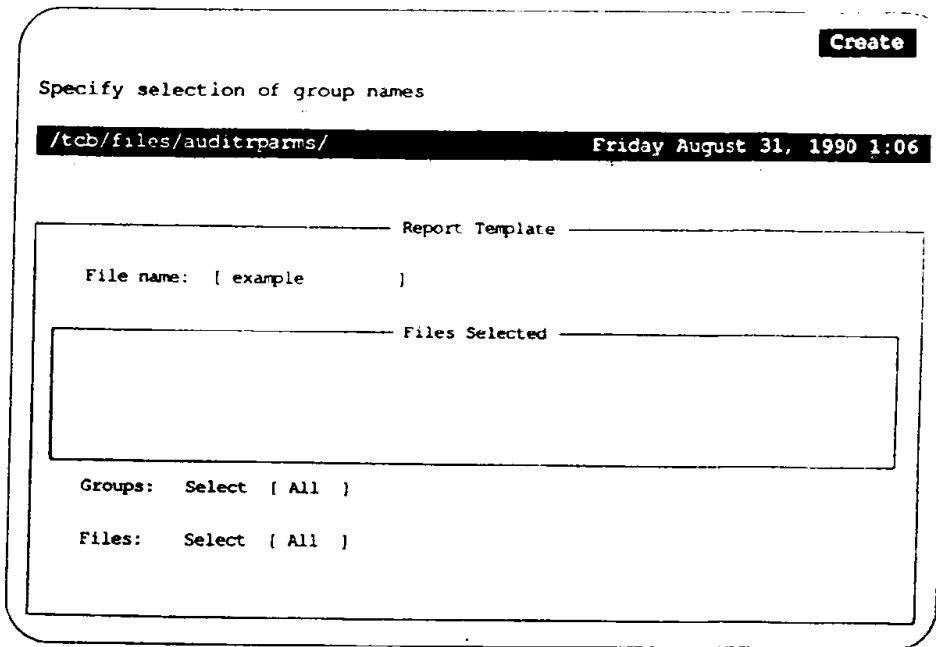 Create
Specify selection of group names
/tcb/files/auditrparms/ Friday August 31, 1990 1:06
Report Template
File name: [ example ]
Files Selected
Groups: Select [ All ]
Files: Select [ All ]